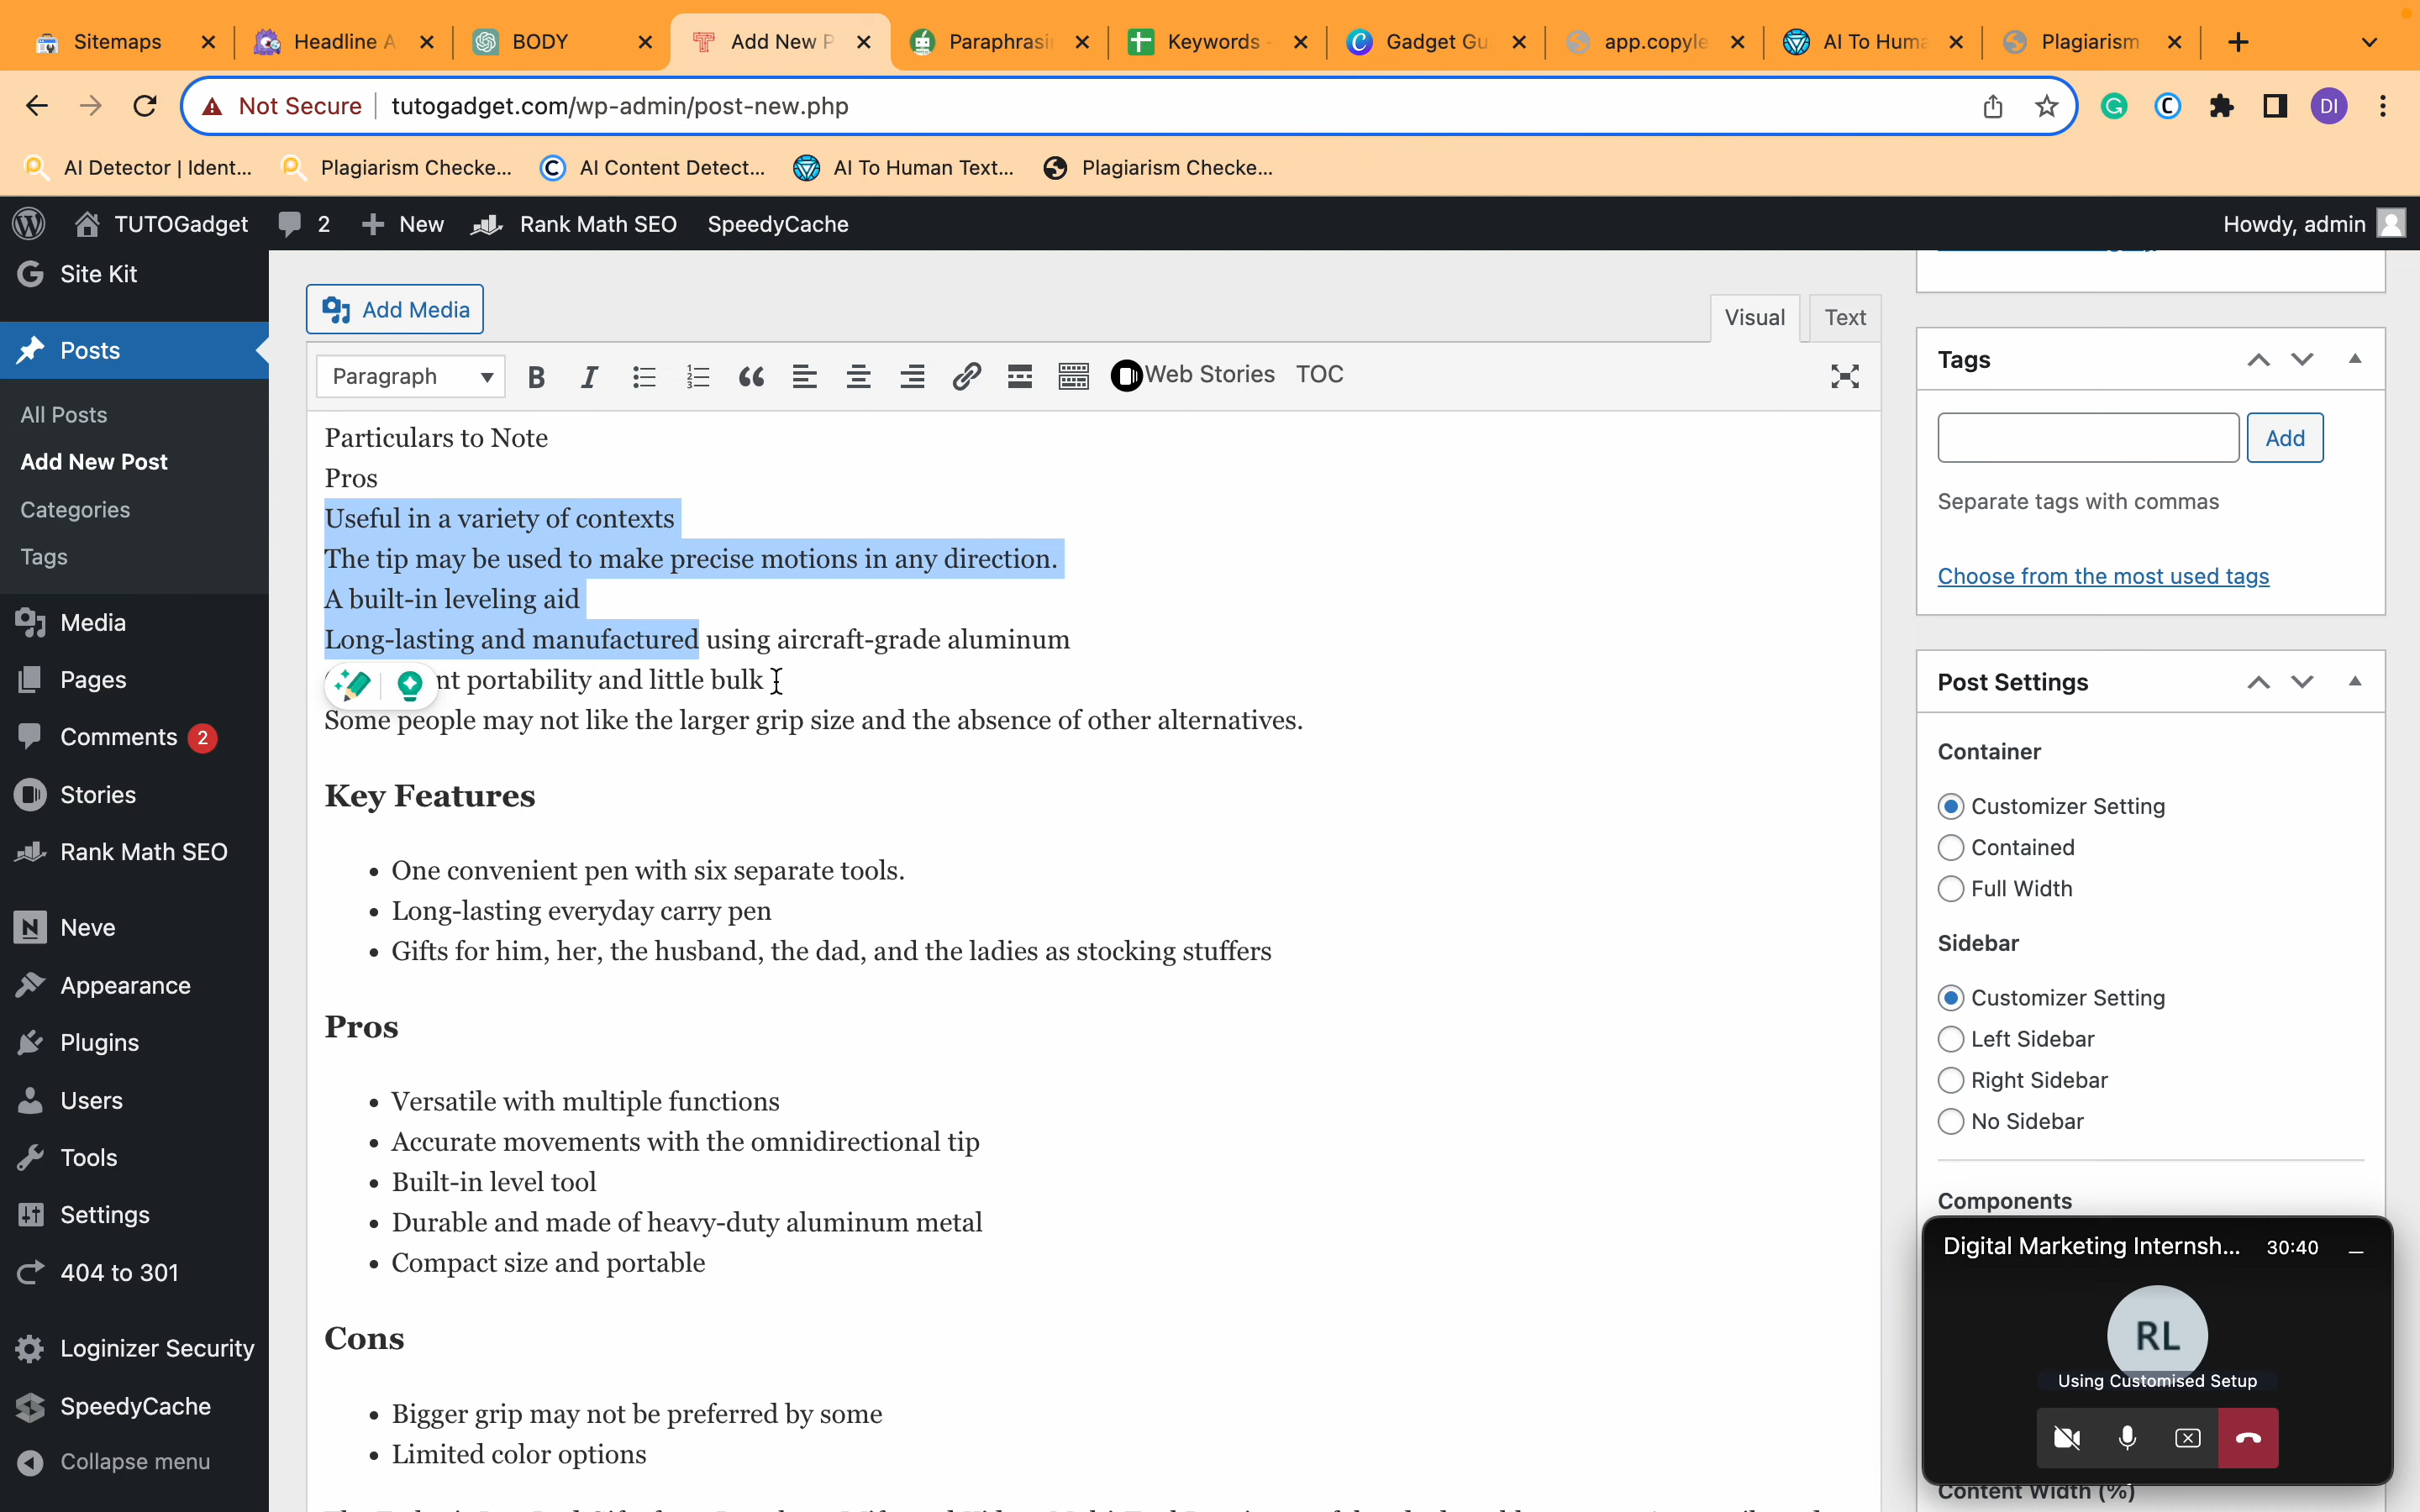 Sitemaps
Headline A
BODY
Add New P
Paraphrasi
Keywords -
Gadget Gu
app.copyle
AI To Huma
Plagiarism
Not Secure
tutogadget.com/wp-admin/post-new.php
DI
AI Detector | Ident...
Plagiarism Checke...
AI Content Detect...
AI To Human Text...
Plagiarism Checke...
TUTOGadget
2
New
Rank Math SEO
SpeedyCache
Howdy, admin
Site Kit
Posts
All Posts
Add New Post
Categories
Tags
Media
Pages
Comments 2
Stories
Rank Math SEO
Neve
Appearance
Plugins
Users
Tools
Settings
404 to 301
Loginizer Security
SpeedyCache
Collapse menu
Add Media
Visual
Text
Paragraph
Web Stories
TOC
Particulars to Note
Pros
Useful in a variety of contexts
The tip may be used to make precise motions in any direction.
A built-in leveling aid
Long-lasting and manufactured using aircraft-grade aluminum
nt portability and little bulk
Some people may not like the larger grip size and the absence of other alternatives.
Key Features
• One convenient pen with six separate tools.
• Long-lasting everyday carry pen
• Gifts for him, her, the husband, the dad, and the ladies as stocking stuffers
Pros
• Versatile with multiple functions
• Accurate movements with the omnidirectional tip
• Built-in level tool
• Durable and made of heavy-duty aluminum metal
• Compact size and portable
Cons
• Bigger grip may not be preferred by some
• Limited color options
Tags
Add
Separate tags with commas
Choose from the most used tags
Post Settings
Container
Customizer Setting
Contained
Full Width
Sidebar
Customizer Setting
Left Sidebar
Right Sidebar
No Sidebar
Components
Digital Marketing Internsh... 30:40
RL
Using Customised Setup
Content Width (%)